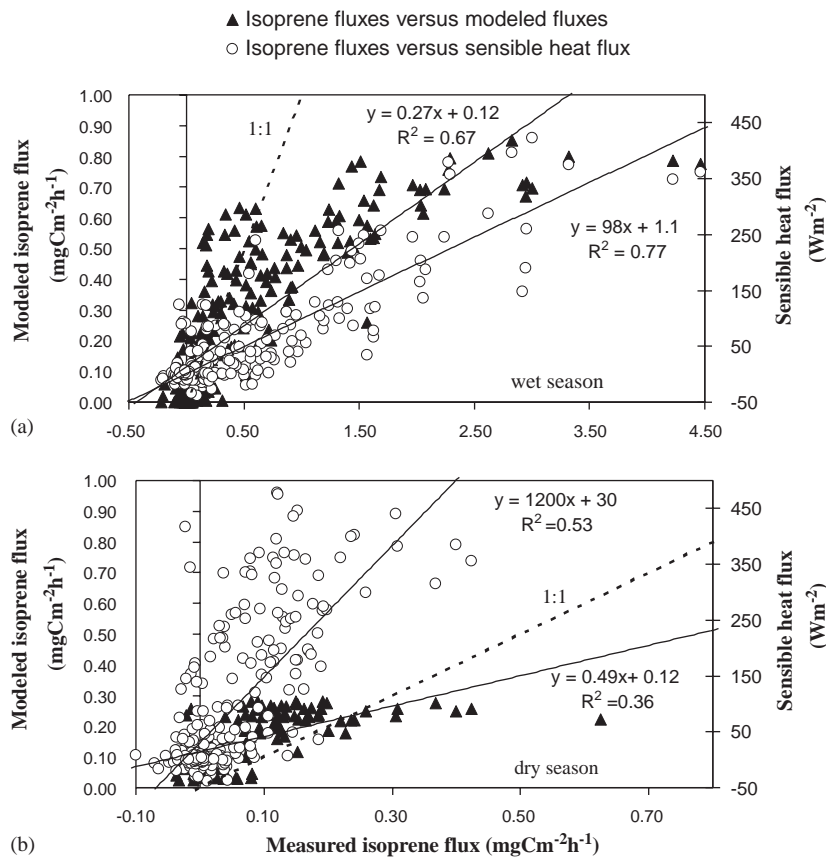 Isoprene fluxes versus modeled fluxes
Isoprene fluxes versus sensible heat flux
(a)
Modeled isoprene flux
(mgCm-2h-1)
1.00
0.90
0.80
0.70
0.60
0.50
0.40
0.30
0.20
0.10
0.00
1:1
y = 0.27x + 0.12
R2 = 0.67
y = 98x + 1.1
R2 = 0.77
wet season
450
350
250
150
50
-50
Sensible heat flux
(Wm-2)
-0.50
0.50
1.50
2.50
3.50
4.50
(b)
Modeled isoprene flux
(mgCm-2h-1)
1.00
0.90
0.80
0.70
0.60
0.50
0.40
0.30
0.20
0.10
0.00
y = 1200x + 30
R2 =0.53
1:1
y = 0.49x+ 0.12
R2 =0.36
dry season
450
350
250
150
50
-50
Sensible heat flux
(Wm-2)
-0.10
0.10
0.30
0.50
0.70
Measured isoprene flux (mgCm-2h-1)